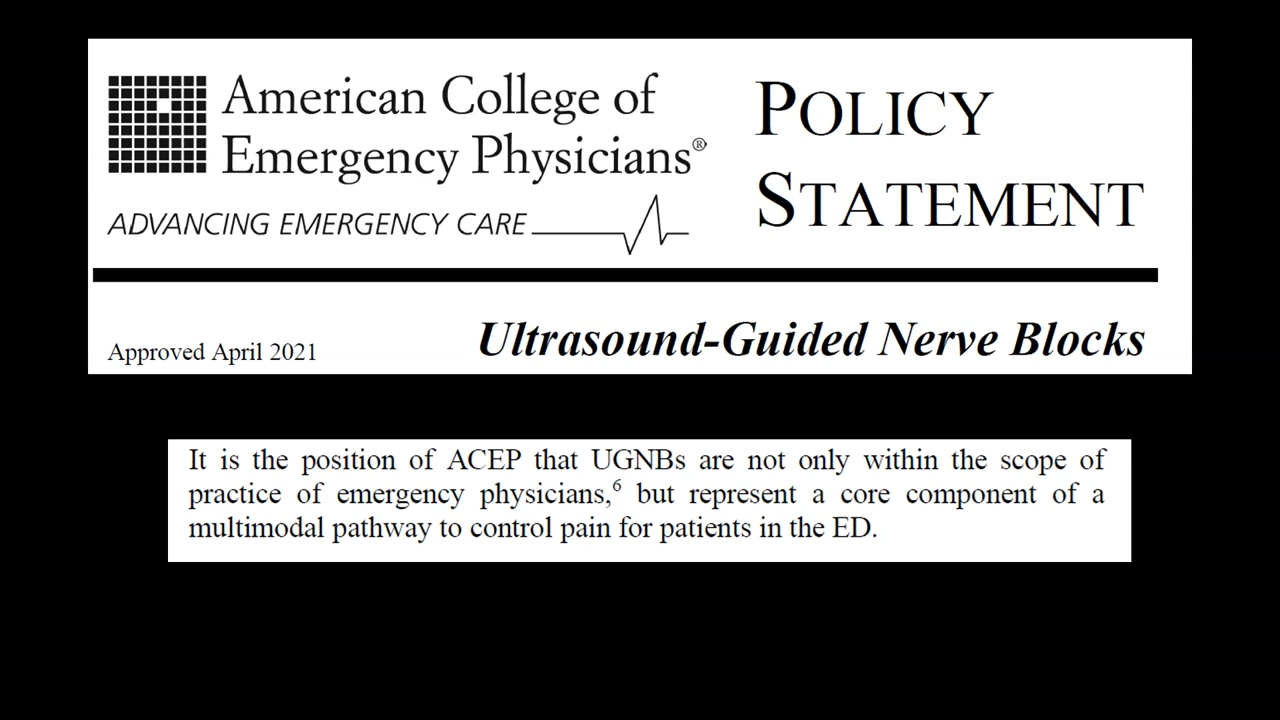 American College of
Emergency Physicians®
ADVANCING EMERGENCY CARE
POLICY
STATEMENT
Approved April 2021
Ultrasound-Guided Nerve Blocks
It is the position of ACEP that UGNBs are not only within the scope of
practice of emergency physicians,⁶ but represent a core component of a
multimodal pathway to control pain for patients in the ED.